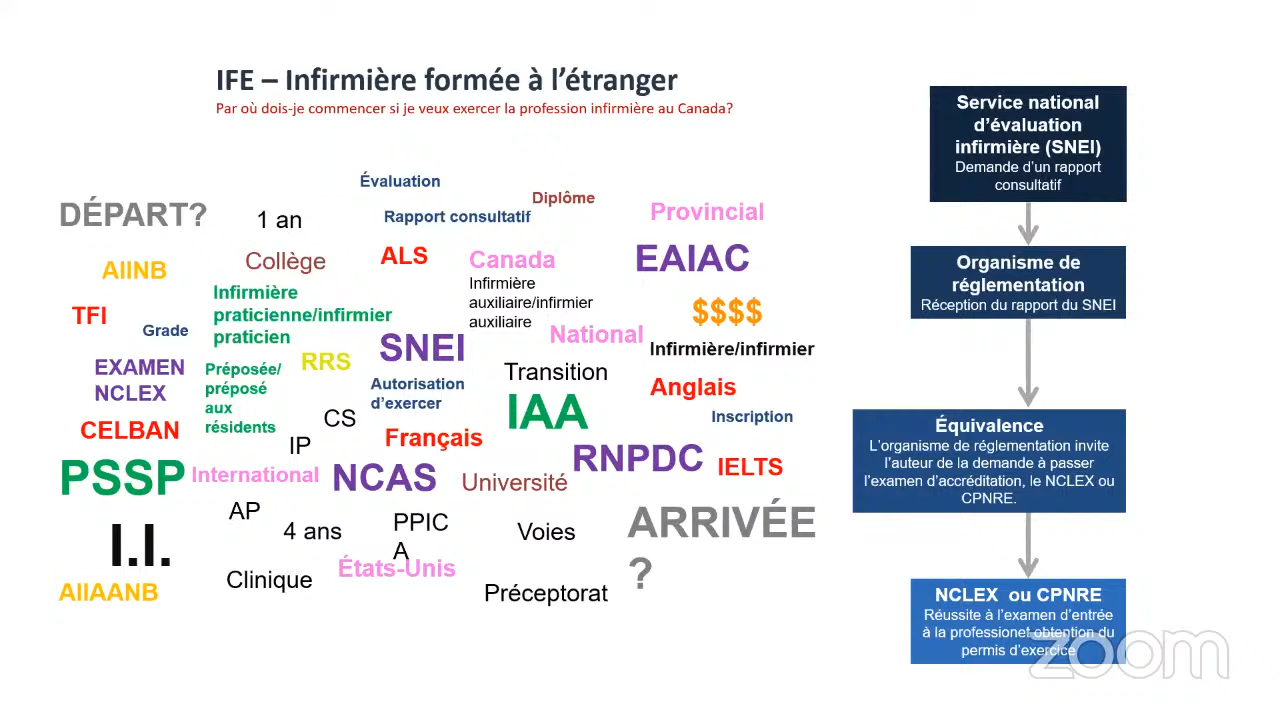 IFE – Infirmière formée à l’étranger
Par où dois-je commencer si je veux exercer la profession infirmière au Canada?
Évaluation
Diplôme
DÉPART?
1 an
Rapport consultatif
Provincial
AIINB
Collège
ALS
Canada
EAIAC
Infirmière
praticienne/infirmier
praticien
Infirmière
auxiliaire/infirmier
auxiliaire
$$$$
TFI
Grade
SNEI
National
Infirmière/infirmier
EXAMEN
NCLEX
Préposée/
préposé
aux
résidents
RRS
Autorisation
d’exercer
Transition
Anglais
CELBAN
CS
IP
Français
IAA
Inscription
PSSP
International
NCAS
Université
RNPDC
IELTS
I.I.
AP
4 ans
PPIC
A
Voies
ARRIVÉE
?
AIIAANB
Clinique
États-Unis
Préceptorat
Service national
d’évaluation
infirmière (SNEI)
Demande d’un rapport
consultatif
Organisme de
réglementation
Réception du rapport du SNEI
Équivalence
L’organisme de réglementation invite
l’auteur de la demande à passer
l’examen d’accréditation, le NCLEX ou
CPNRE.
NCLEX ou CPNRE
Réussite à l’examen d’entrée
à la professionet obtention du
permis d’exercice
zoom